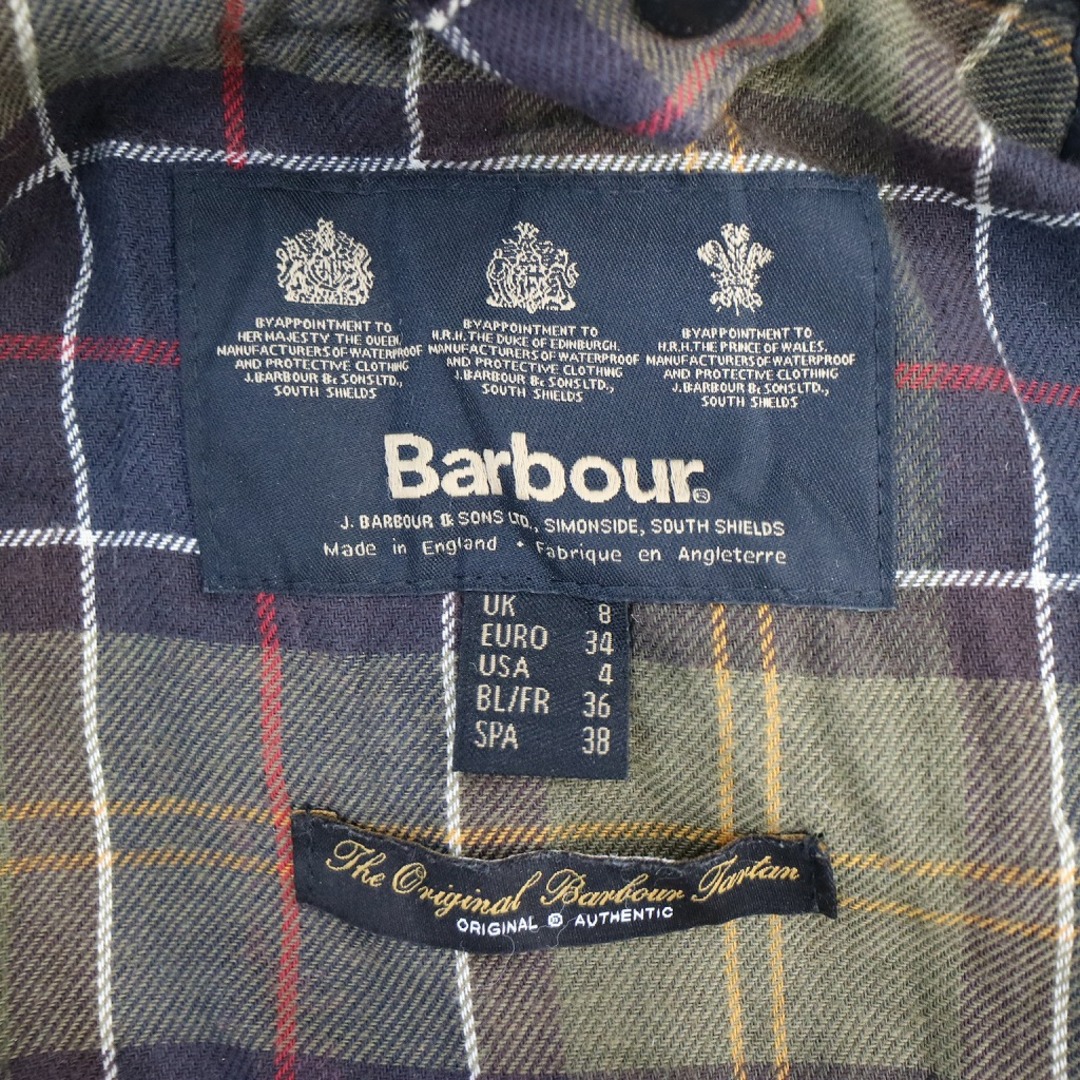 BY APPOINTMENT TO
HER MAJESTY THE QUEEN
MANUFACTURERS OF WATERPROOF
AND PROTECTIVE CLOTHING
J. BARBOUR & SONS LTD.,
SOUTH SHIELDS
BY APPOINTMENT TO
H.R.H. THE DUKE OF EDINBURGH.
MANUFACTURERS OF WATERPROOF
AND PROTECTIVE CLOTHING
J. BARBOUR & SONS LTD.,
SOUTH SHIELDS
BY APPOINTMENT TO
H.R.H. THE PRINCE OF WALES.
MANUFACTURERS OF WATERPROOF
AND PROTECTIVE CLOTHING
J. BARBOUR & SONS LTD.,
SOUTH SHIELDS
Barbour®
J. BARBOUR & SONS LTD., SIMONSIDE, SOUTH SHIELDS
Made in England • Fabrique en Angleterre
UK 8
EURO 34
USA 4
BL/FR 36
SPA 38
The Original Barbour Tartan
ORIGINAL ® AUTHENTIC